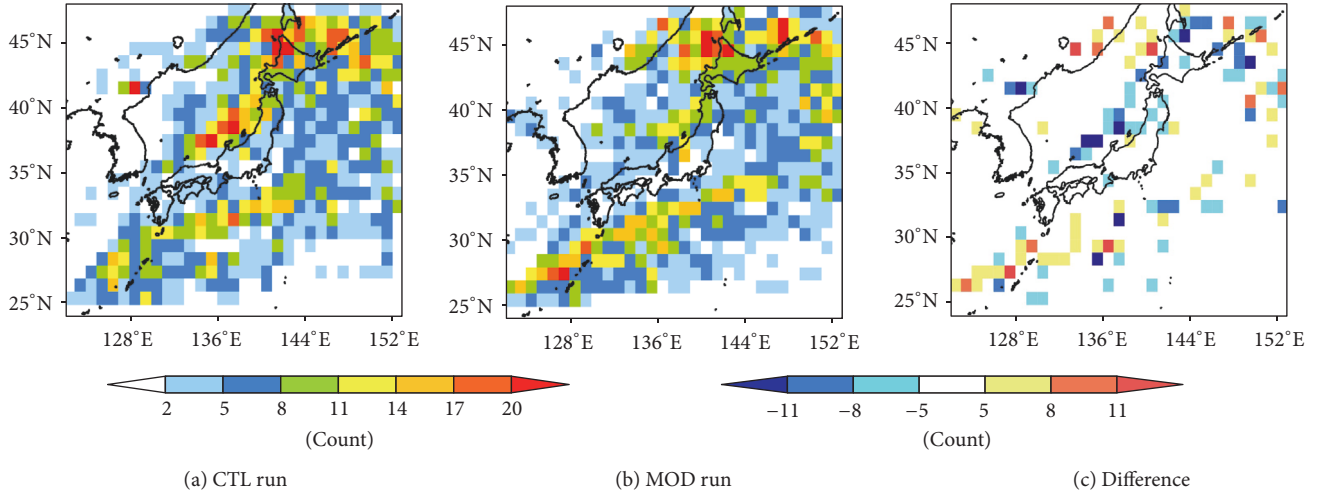 45°N 45°N 45°N
40°N 40°N 40°N
35°N 35°N 35°N
30°N 30°N 30°N
25°N 25°N 25°N
128°E 136°E 144°E 152°E 128°E 136°E 144°E 152°E 128°E 136°E 144°E 152°E
2 5 8 11 14 17 20 −11 −8 −5 5 8 11
(Count) (Count)
(a) CTL run (b) MOD run (c) Difference